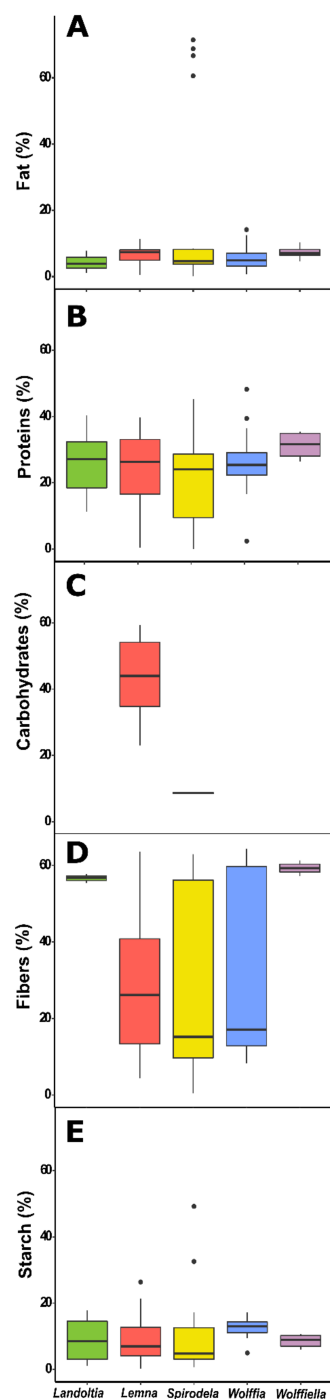 A
Fat (%)
60
40
20
0
B
Proteins (%)
60
40
20
0
C
Carbohydrates (%)
60
40
20
0
D
Fibers (%)
60
40
20
0
E
Starch (%)
60
40
20
0
Landoltia Lemna Spirodela Wolffia Wolffiella